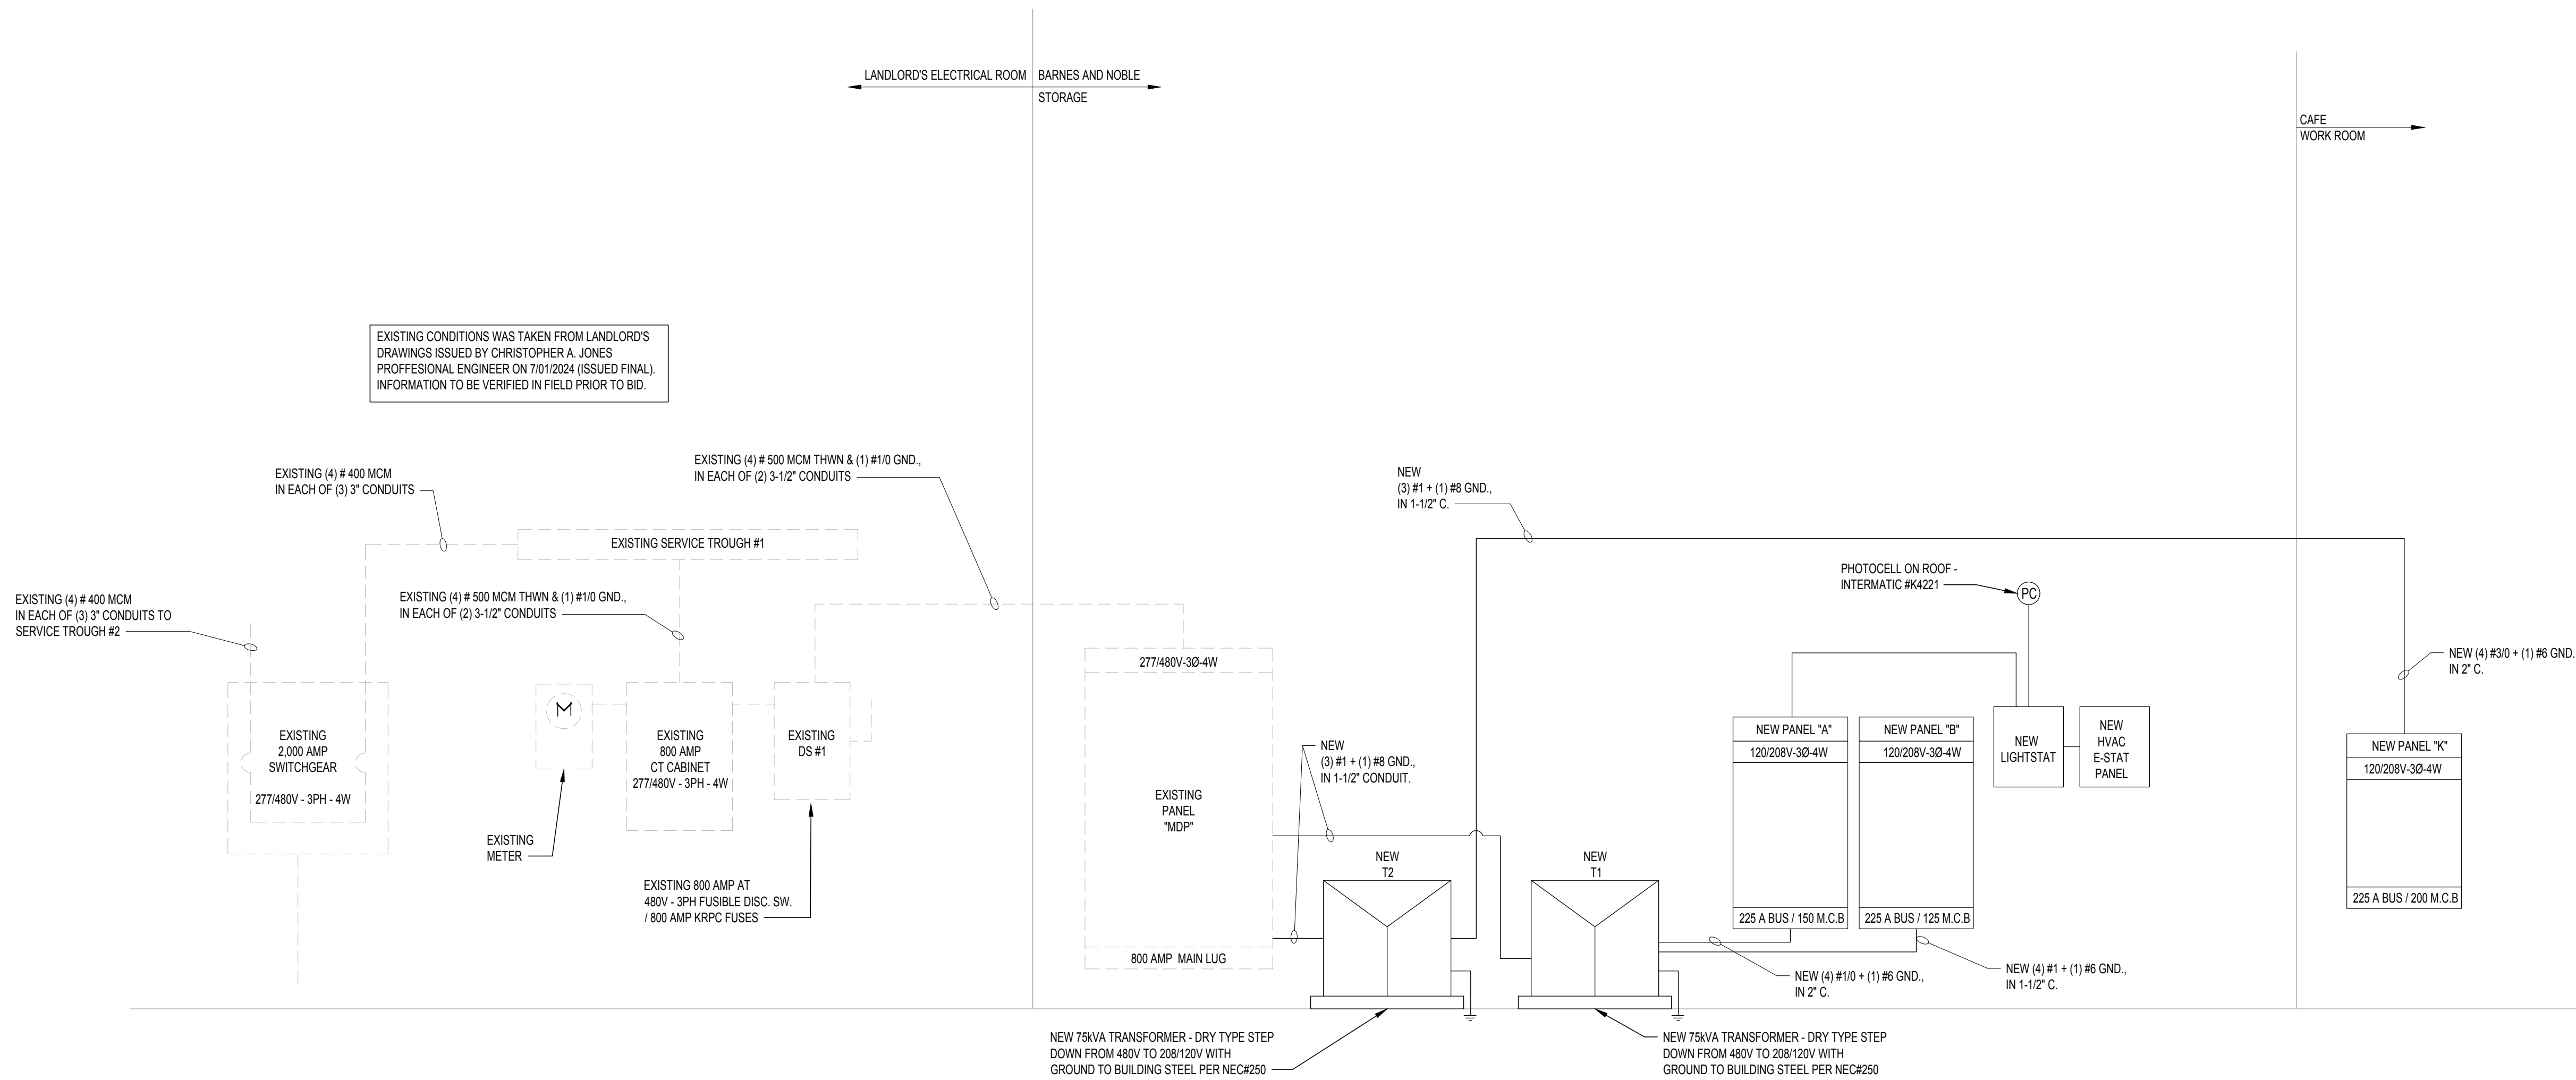 LANDLORD'S ELECTRICAL ROOM
BARNES AND NOBLE
STORAGE
CAFE
WORK ROOM
EXISTING CONDITIONS WAS TAKEN FROM LANDLORD'S
DRAWINGS ISSUED BY CHRISTOPHER A. JONES
PROFFESIONAL ENGINEER ON 7/01/2024 (ISSUED FINAL).
INFORMATION TO BE VERIFIED IN FIELD PRIOR TO BID.
EXISTING (4) # 400 MCM
IN EACH OF (3) 3" CONDUITS
EXISTING (4) # 500 MCM THWN & (1) #1/0 GND.,
IN EACH OF (2) 3-1/2" CONDUITS
NEW
(3) #1 + (1) #8 GND.,
IN 1-1/2" C.
EXISTING SERVICE TROUGH #1
EXISTING (4) # 400 MCM
IN EACH OF (3) 3" CONDUITS TO
SERVICE TROUGH #2
EXISTING (4) # 500 MCM THWN & (1) #1/0 GND.,
IN EACH OF (2) 3-1/2" CONDUITS
PHOTOCELL ON ROOF -
INTERMATIC #K4221
PC
NEW (4) #3/0 + (1) #6 GND.
IN 2" C.
277/480V-3Ø-4W
EXISTING
2,000 AMP
SWITCHGEAR
277/480V - 3PH - 4W
M
EXISTING
800 AMP
CT CABINET
277/480V - 3PH - 4W
EXISTING
DS #1
EXISTING
METER
EXISTING 800 AMP AT
480V - 3PH FUSIBLE DISC. SW.
/ 800 AMP KRPC FUSES
EXISTING
PANEL
"MDP"
800 AMP MAIN LUG
NEW
(3) #1 + (1) #8 GND.,
IN 1-1/2" CONDUIT.
NEW
T2
NEW
T1
NEW PANEL "A"
120/208V-3Ø-4W
225 A BUS / 150 M.C.B
NEW PANEL "B"
120/208V-3Ø-4W
225 A BUS / 125 M.C.B
NEW
LIGHTSTAT
NEW
HVAC
E-STAT
PANEL
NEW PANEL "K"
120/208V-3Ø-4W
225 A BUS / 200 M.C.B
NEW (4) #1/0 + (1) #6 GND.,
IN 2" C.
NEW (4) #1 + (1) #6 GND.,
IN 1-1/2" C.
NEW 75kVA TRANSFORMER - DRY TYPE STEP
DOWN FROM 480V TO 208/120V WITH
GROUND TO BUILDING STEEL PER NEC#250
NEW 75kVA TRANSFORMER - DRY TYPE STEP
DOWN FROM 480V TO 208/120V WITH
GROUND TO BUILDING STEEL PER NEC#250